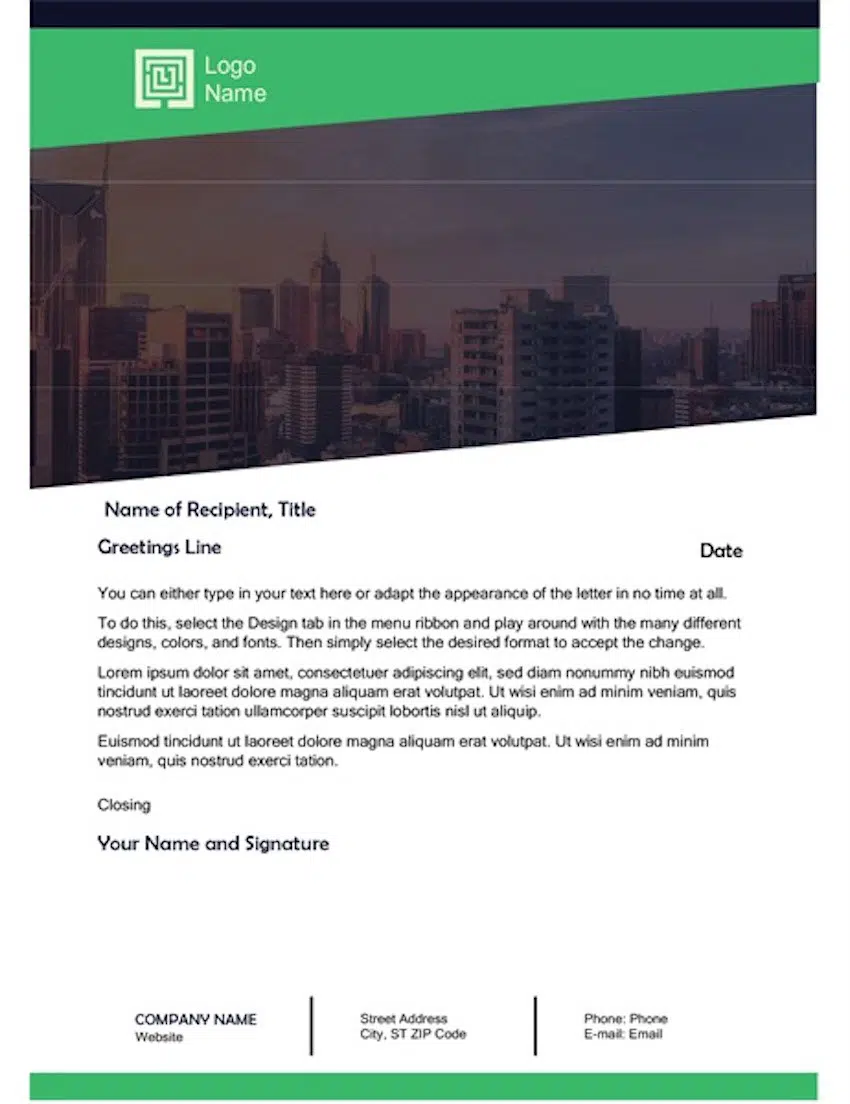 Logo
Name
Name of Recipient, Title
Greetings Line
Date
You can either type in your text here or adapt the appearance of the letter in no time at all.
To do this, select the Design tab in the menu ribbon and play around with the many different
designs, colors, and fonts. Then simply select the desired format to accept the change.
Lorem ipsum dolor sit amet, consectetuer adipiscing elit, sed diam nonummy nibh euismod
tincidunt ut laoreet dolore magna aliquam erat volutpat. Ut wisi enim ad minim veniam, quis
nostrud exerci tation ullamcorper suscipit lobortis nisl ut aliquip.
Euismod tincidunt ut laoreet dolore magna aliquam erat volutpat. Ut wisi enim ad minim
veniam, quis nostrud exerci tation.
Closing
Your Name and Signature
COMPANY NAME
Website
Street Address
City, ST ZIP Code
Phone: Phone
E-mail: Email